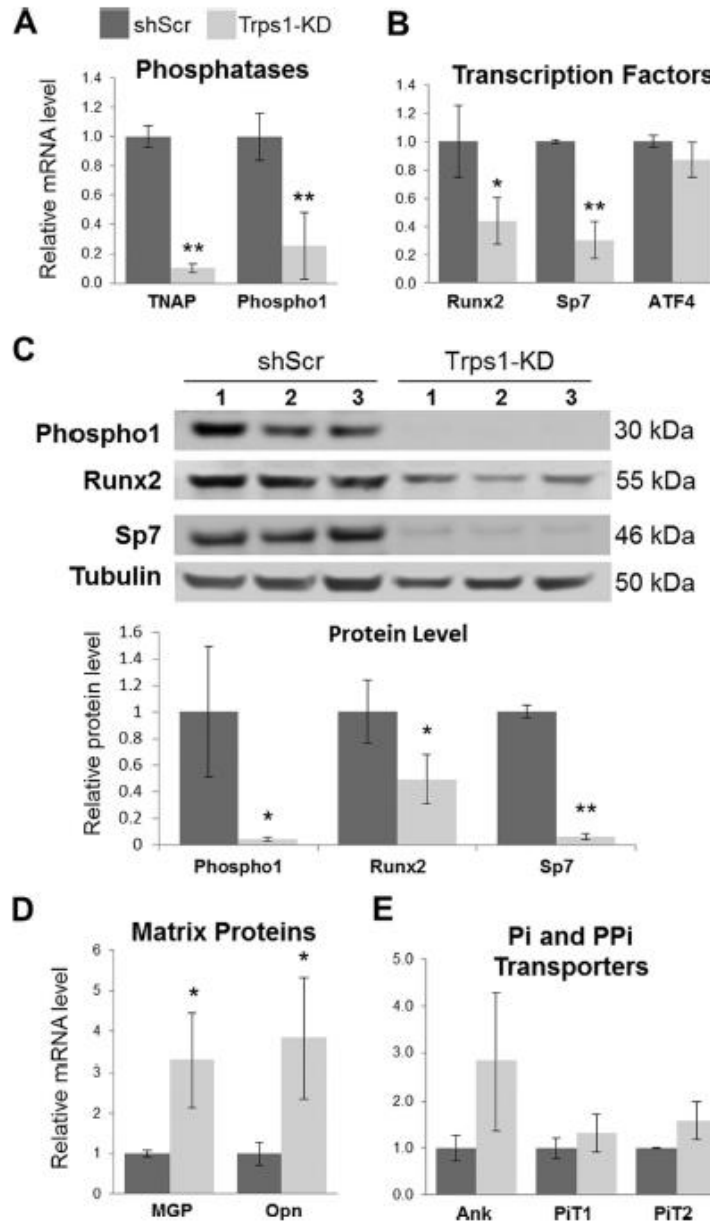 A shScr Trps1-KD
Phosphatases
Relative mRNA level
1.4
1.2
1.0
0.8
0.6
0.4
0.2
0.0
** **
TNAP Phospho1
B
Transcription Factors
1.4
1.2
1.0
0.8
0.6
0.4
0.2
0.0
* **
Runx2 Sp7 ATF4
C
shScr Trps1-KD
1 2 3 1 2 3
Phospho1 30 kDa
Runx2 55 kDa
Sp7 46 kDa
Tubulin 50 kDa
Protein Level
Relative protein level
1.6
1.4
1.2
1
0.8
0.6
0.4
0.2
0
* * **
Phospho1 Runx2 Sp7
D
Matrix Proteins
Relative mRNA level
6
5
4
3
2
1
0
* *
MGP Opn
E
Pi and PPi
Transporters
5.0
4.0
3.0
2.0
1.0
0.0
Ank PiT1 PiT2